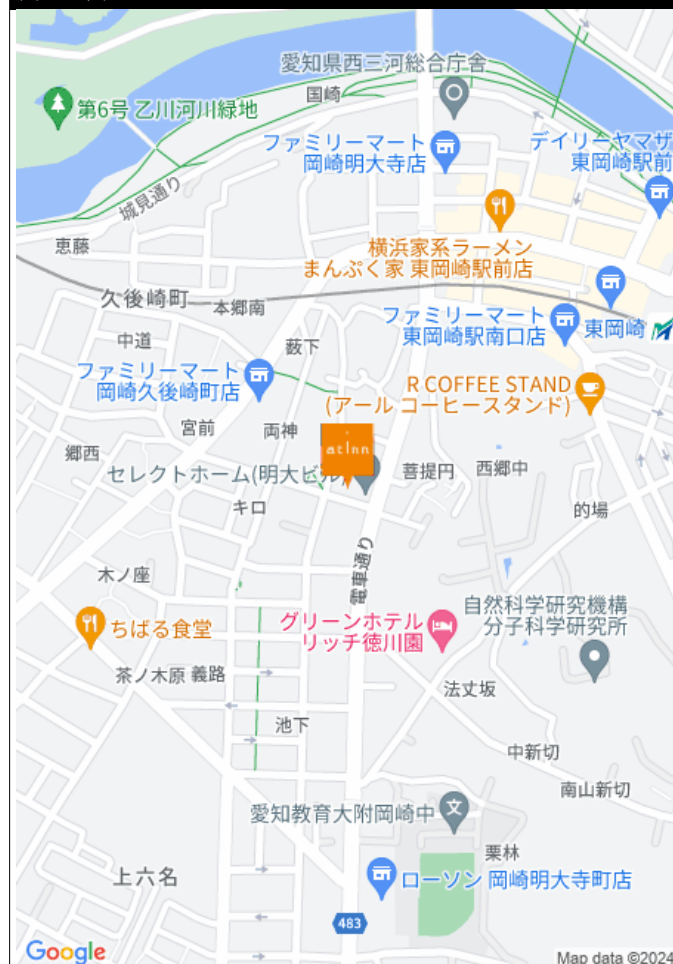 愛知県西三河総合庁舎
国崎
第6号 乙川河川緑地
ファミリーマート
岡崎明大寺店
デイリーヤマザ
東岡崎駅前
城見通り
恵藤
横浜家系ラーメン
まんぷく家 東岡崎駅前店
久後崎町
本郷南
ファミリーマート
東岡崎駅南口店
東岡崎
中道
薮下
ファミリーマート
岡崎久後崎町店
R COFFEE STAND
(アール コーヒースタンド)
宮前
両神
郷西
at Inn
セレクトホーム(明大ビル)
菩提円
西郷中
キロ
的場
電車通り
木ノ座
自然科学研究機構
分子科学研究所
ちばる食堂
グリーンホテル
リッチ徳川園
茶ノ木原
義路
法丈坂
池下
中新切
南山新切
愛知教育大附岡崎中
栗林
上六名
ローソン 岡崎明大寺町店
483
Google
Map data ©2024